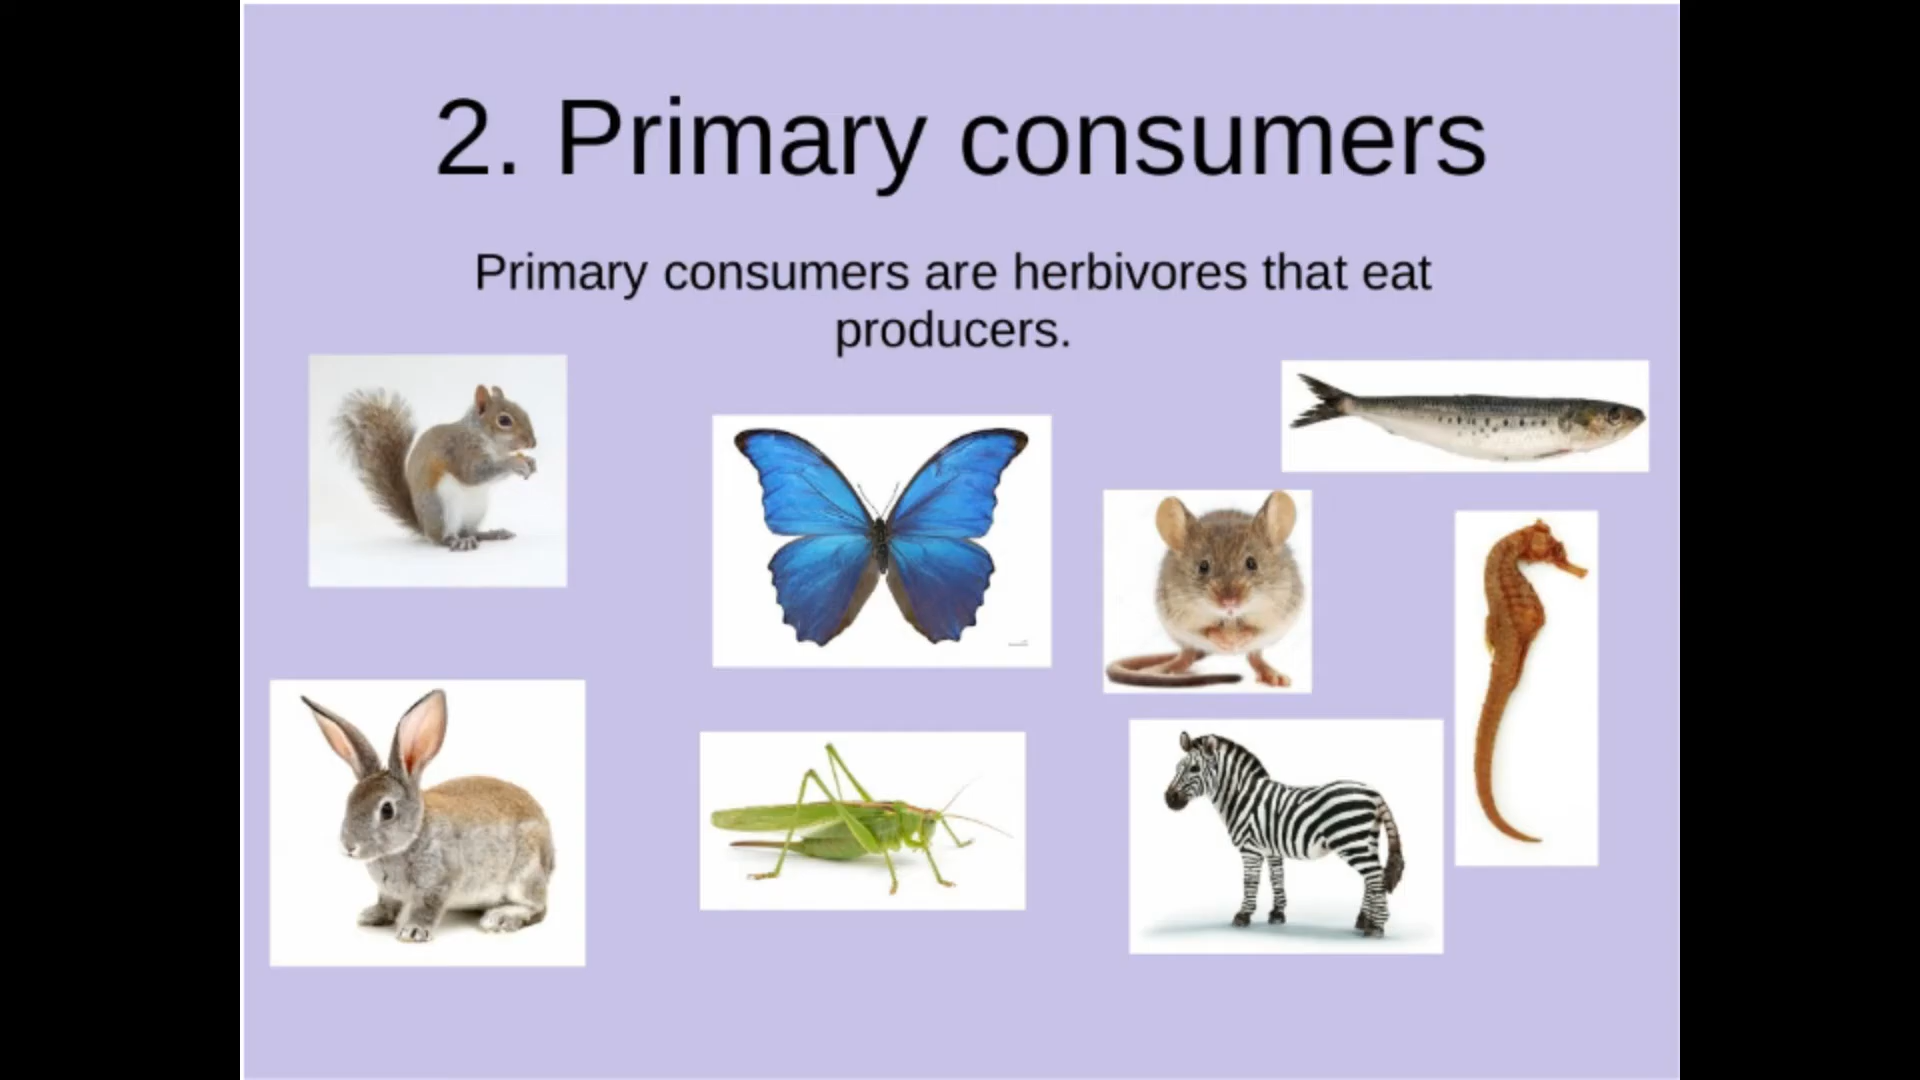 2. Primary consumers
Primary consumers are herbivores that eat
producers.